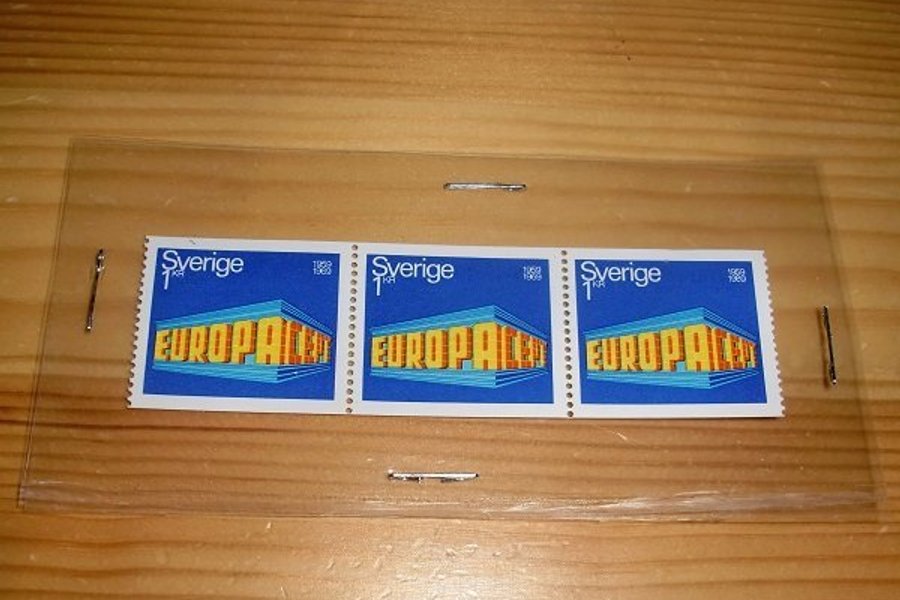 Sverige
1 KR
1959
1969
EUROPA CEPT
Sverige
1 KR
1959
1969
EUROPA CEPT
Sverige
1 KR
1959
1969
EUROPA CEPT